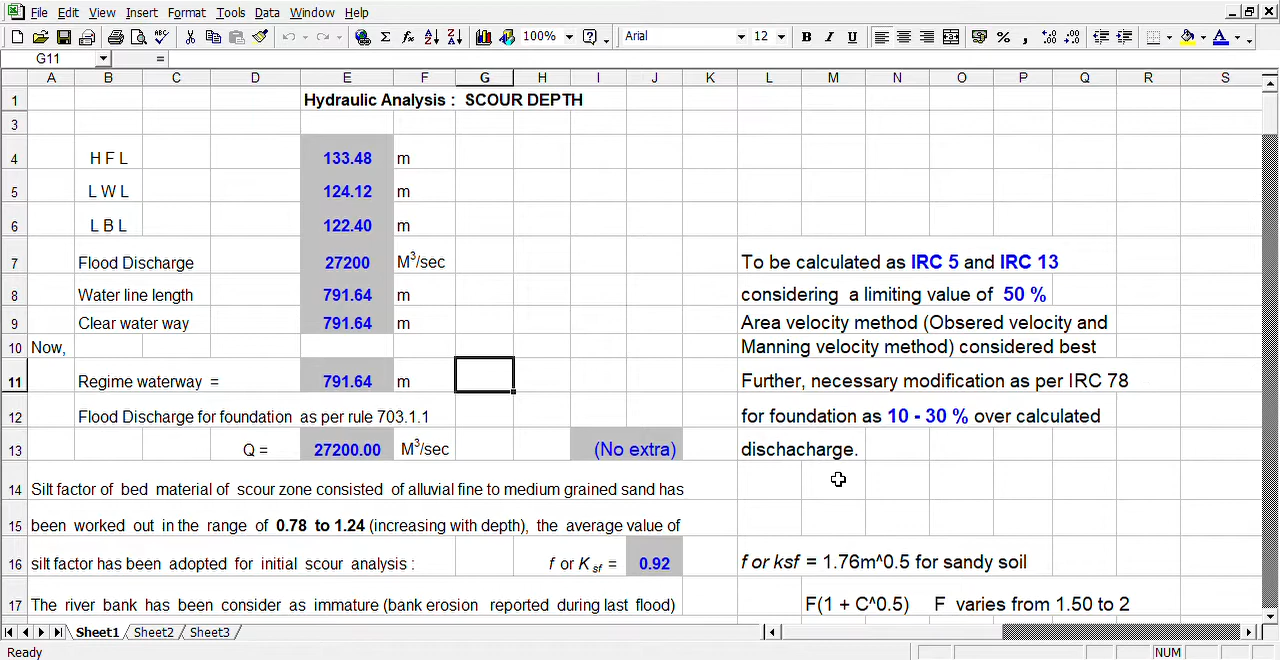 File Edit View Insert Format Tools Data Window Help
100% Arial 12 B I U % ,
G11 =
A B C D E F G H I J K L M N O P Q R S
1 Hydraulic Analysis : SCOUR DEPTH
3
4 H F L 133.48 m
5 L W L 124.12 m
6 L B L 122.40 m
7 Flood Discharge 27200 M³/sec To be calculated as IRC 5 and IRC 13
8 Water line length 791.64 m considering a limiting value of 50 %
9 Clear water way 791.64 m Area velocity method (Obsered velocity and
10 Now, Manning velocity method) considered best
11 Regime waterway = 791.64 m Further, necessary modification as per IRC 78
12 Flood Discharge for foundation as per rule 703.1.1 for foundation as 10 - 30 % over calculated
13 Q = 27200.00 M³/sec (No extra) dischacharge.
14 Silt factor of bed material of scour zone consisted of alluvial fine to medium grained sand has
15 been worked out in the range of 0.78 to 1.24 (increasing with depth), the average value of
16 silt factor has been adopted for initial scour analysis : f or K sf = 0.92 f or ksf = 1.76m^0.5 for sandy soil
17 The river bank has been consider as immature (bank erosion reported during last flood) F(1 + C^0.5) F varies from 1.50 to 2
Sheet1 Sheet2 Sheet3
Ready NUM